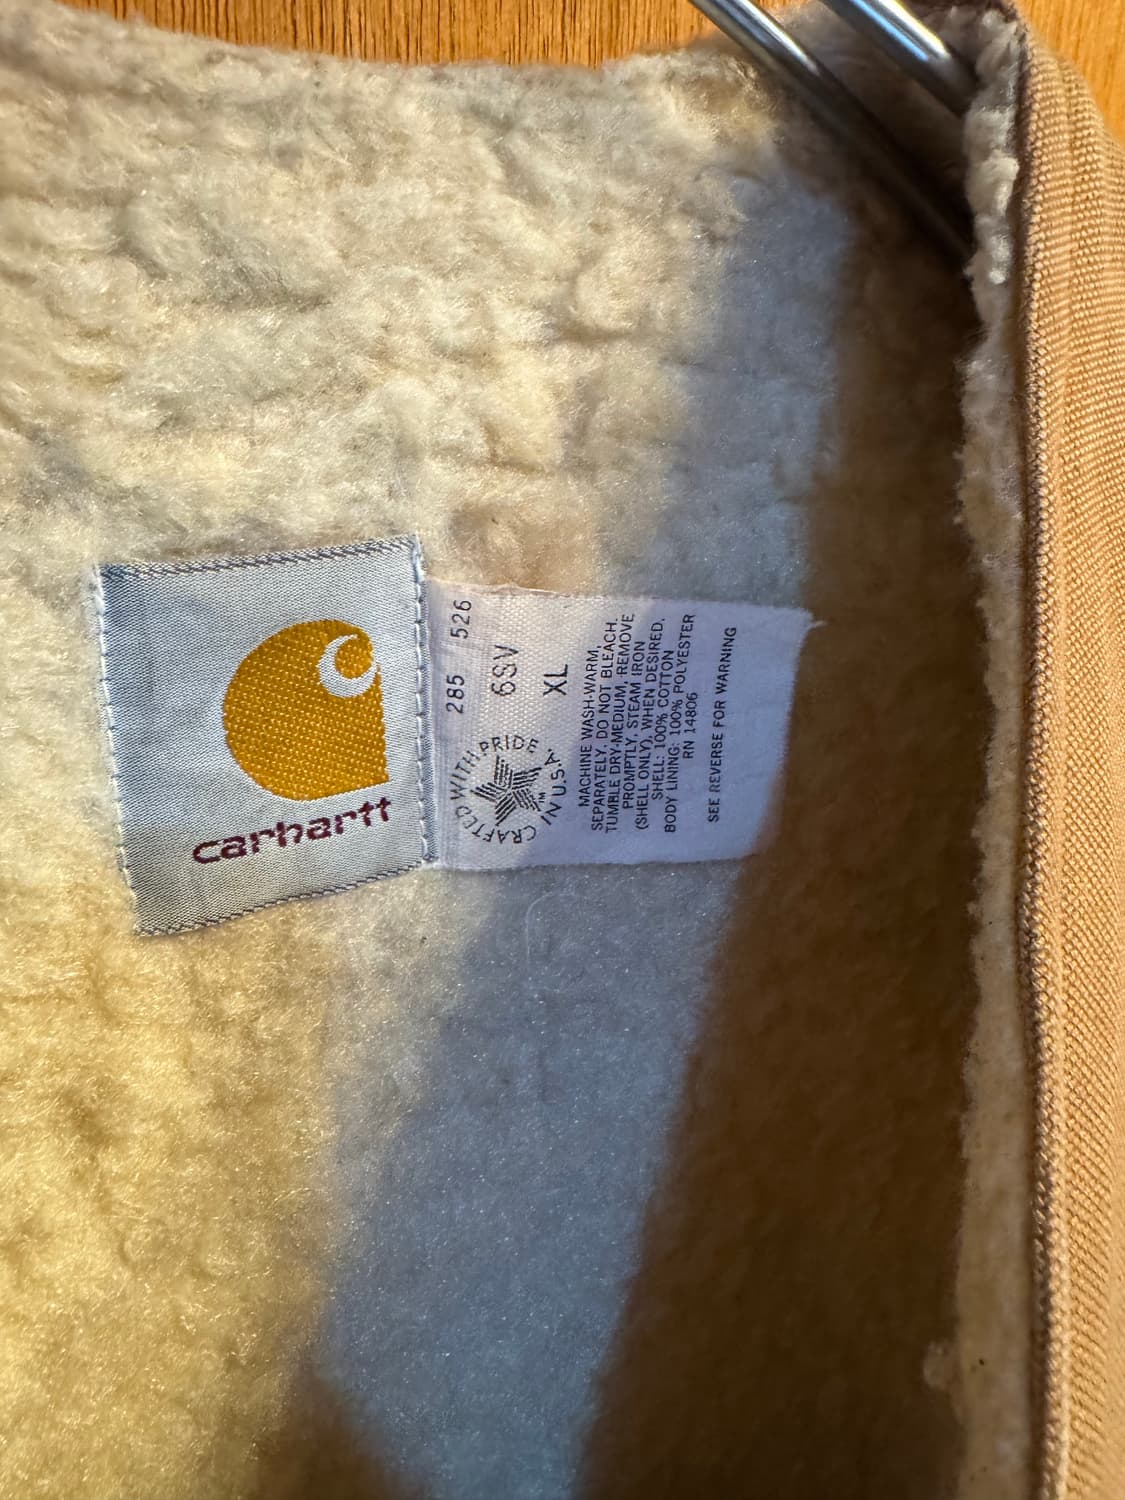 carhartt
285 526
6SV
XL
CRAFTED WITH PRIDE IN U.S.A.
TM
MACHINE WASH-WARM,
SEPARATELY. DO NOT BLEACH.
TUMBLE DRY-MEDIUM, REMOVE
PROMPTLY. STEAM IRON
(SHELL ONLY), WHEN DESIRED.
SHELL: 100% COTTON
BODY LINING: 100% POLYESTER
RN 14806
SEE REVERSE FOR WARNING